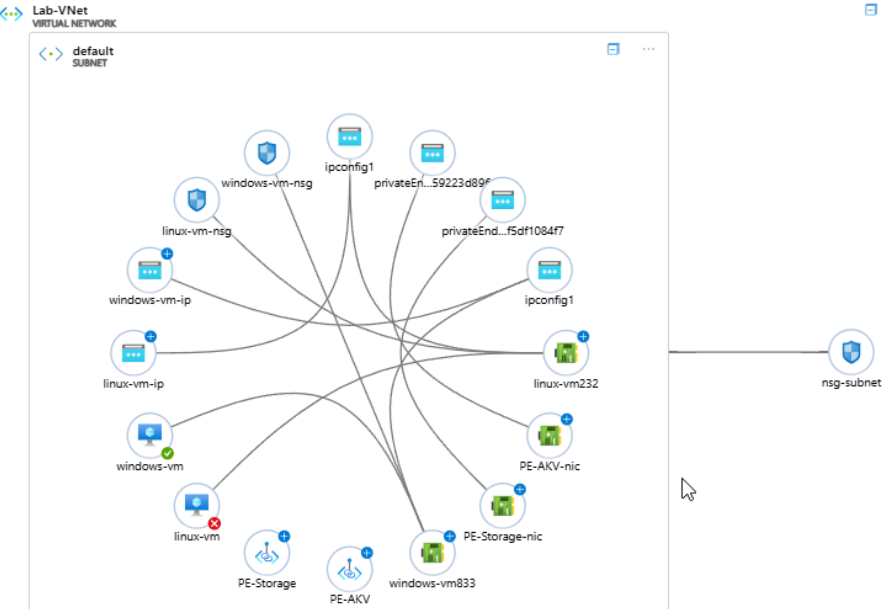 Lab-VNet
VIRTUAL NETWORK
default
SUBNET
ipconfig1
windows-vm-nsg
privateEn...59223d896
linux-vm-nsg
privateEnd...f5df1084f7
windows-vm-ip
ipconfig1
linux-vm-ip
linux-vm232
nsg-subnet
windows-vm
PE-AKV-nic
linux-vm
PE-Storage-nic
PE-Storage
windows-vm833
PE-AKV